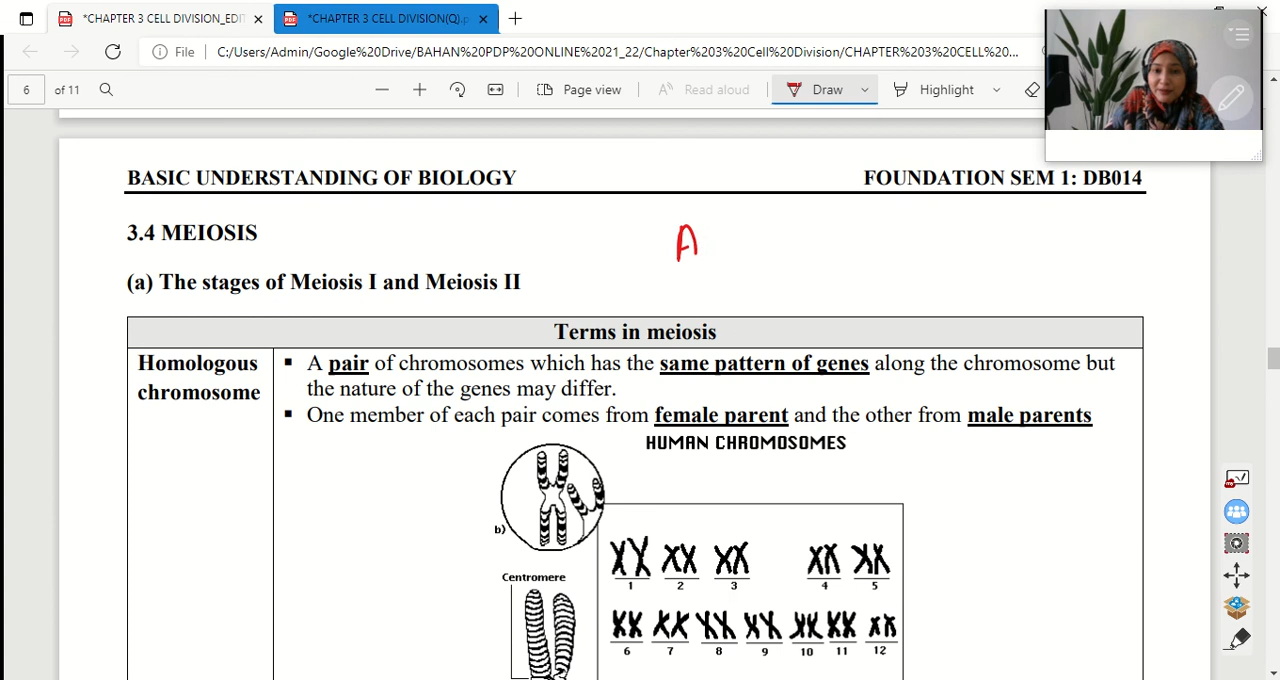 *CHAPTER 3 CELL DIVISION_EDI
*CHAPTER 3 CELL DIVISION(Q).p
File
C:/Users/Admin/Google%20Drive/BAHAN%20PDP%20ONLINE%2021_22/Chapter%203%20Cell%20Division/CHAPTER%203%20CELL%20...
6 of 11
Page view
Read aloud
Draw
Highlight
BASIC UNDERSTANDING OF BIOLOGY FOUNDATION SEM 1: DB014
3.4 MEIOSIS
A
(a) The stages of Meiosis I and Meiosis II
Terms in meiosis
Homologous
chromosome
▪ A pair of chromosomes which has the same pattern of genes along the chromosome but
the nature of the genes may differ.
▪ One member of each pair comes from female parent and the other from male parents
HUMAN CHROMOSOMES
b)
Centromere
1 2 3 4 5
6 7 8 9 10 11 12